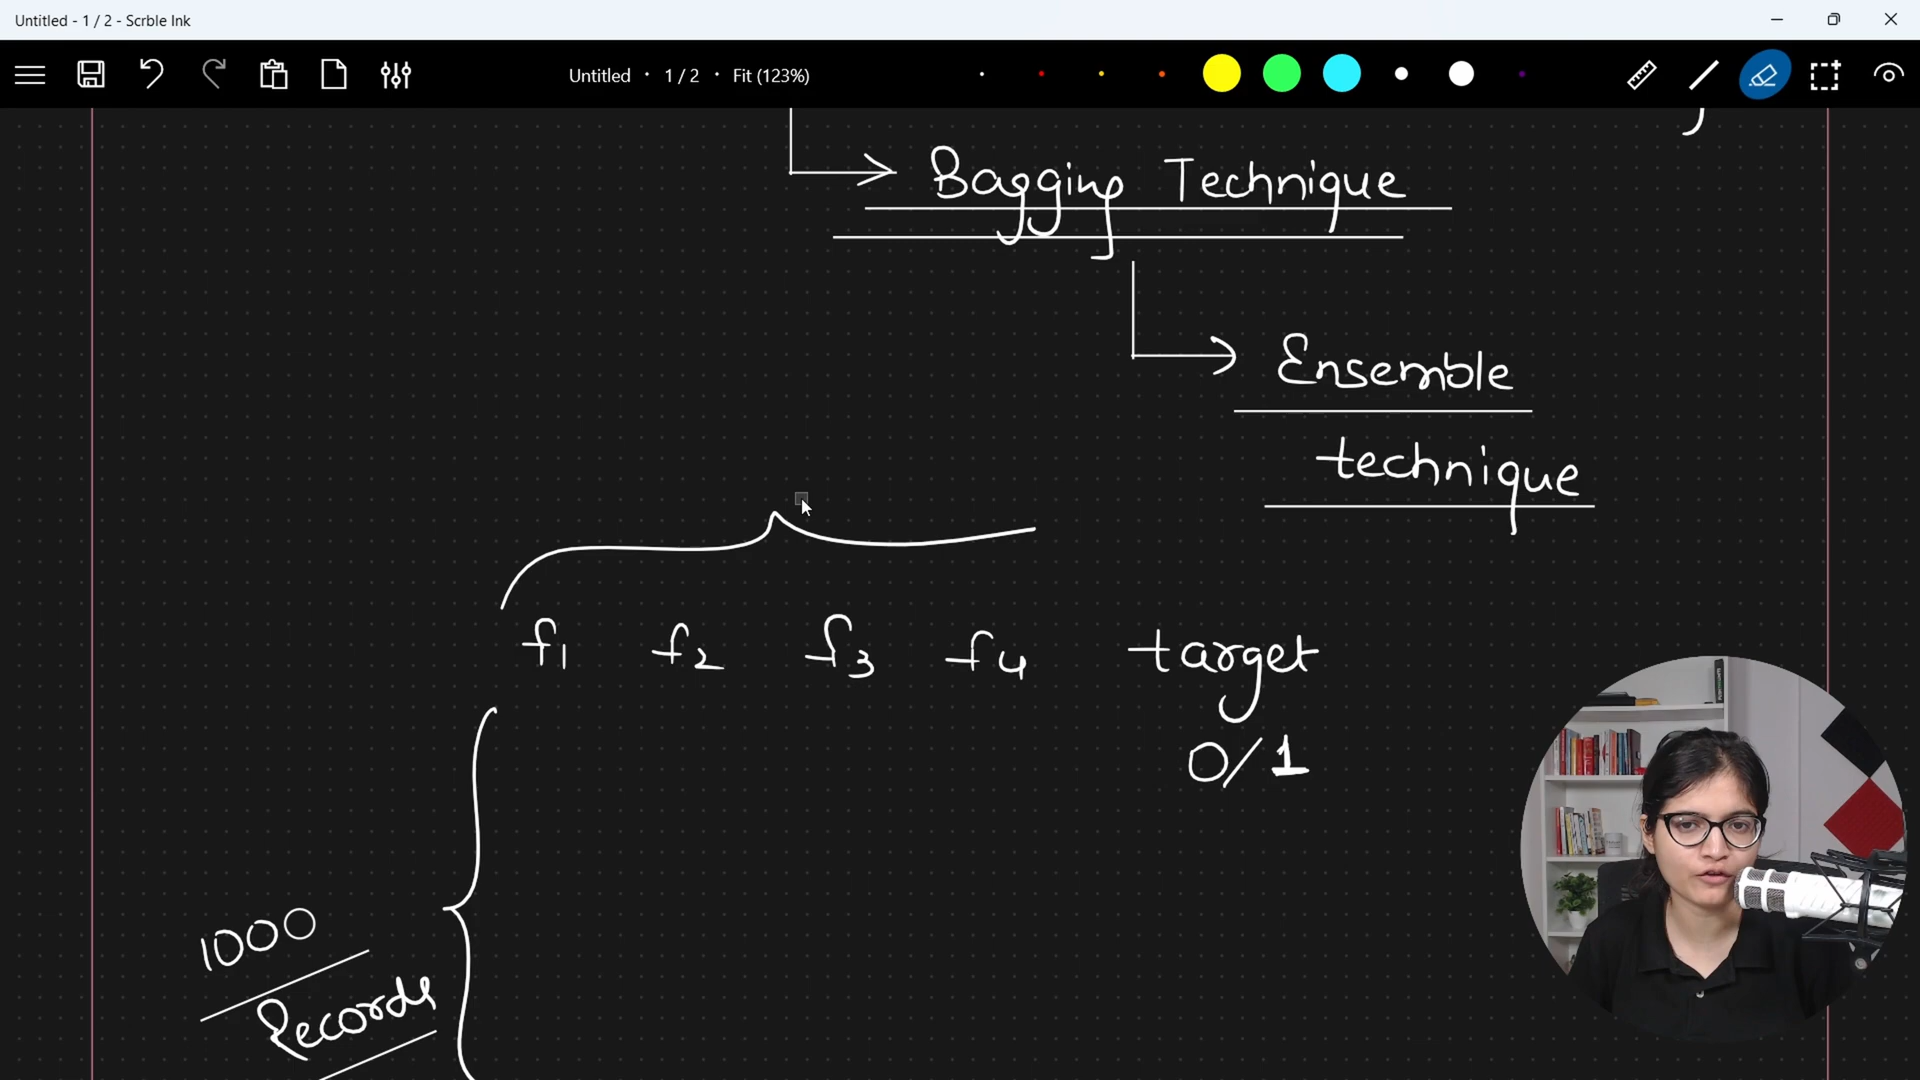 Untitled - 1 / 2 - Scrble Ink
Untitled • 1 / 2 • Fit (123%)
Bagging Technique
Ensemble
technique
f1 f2 f3 f4 target
0/1
1000
Records